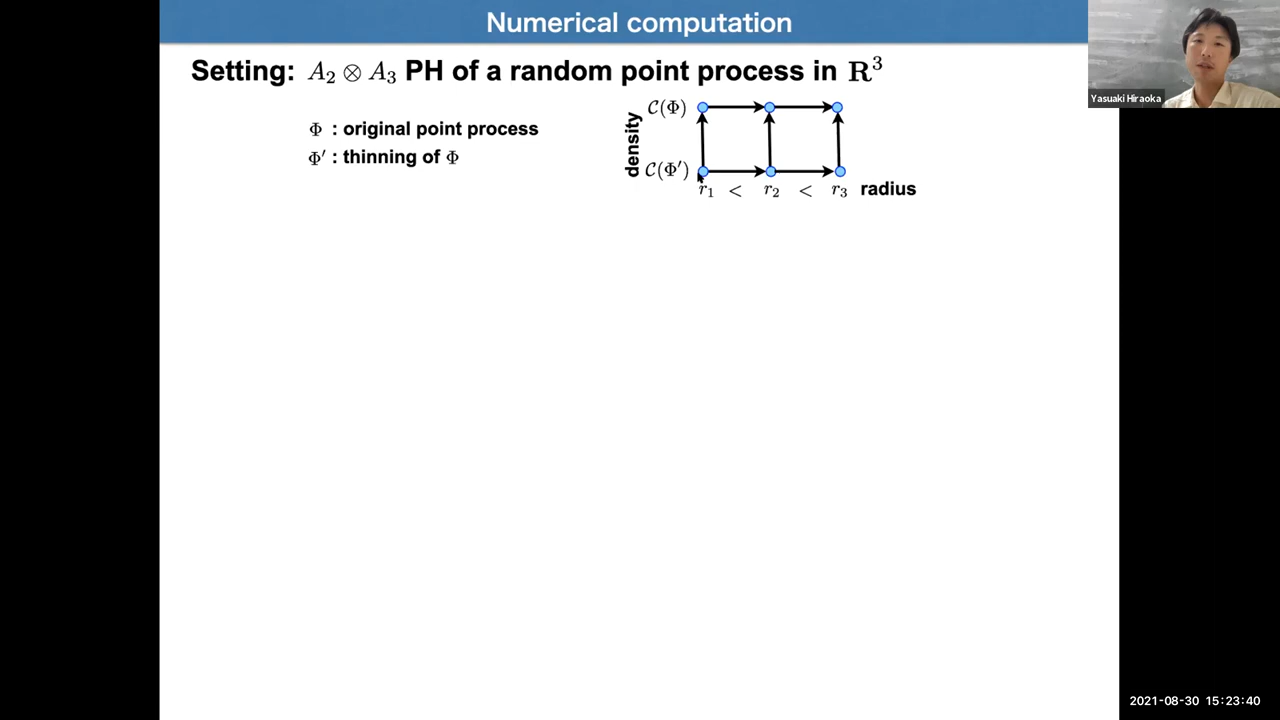 Numerical computation
Setting: A₂ ⊗ A₃ PH of a random point process in R³
Φ : original point process
Φ′ : thinning of Φ
density
C(Φ)
C(Φ′)
r₁ < r₂ < r₃ radius
Yasuaki Hiraoka
2021-08-30 15:23:40